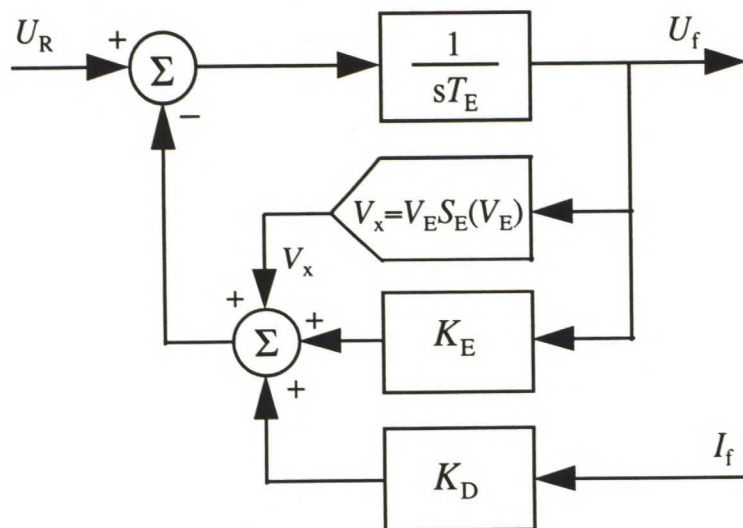 U_R
+
Σ
−
1
sT_E
U_f
V_x=V_E S_E(V_E)
V_x
+
+
Σ
+
K_E
K_D
I_f